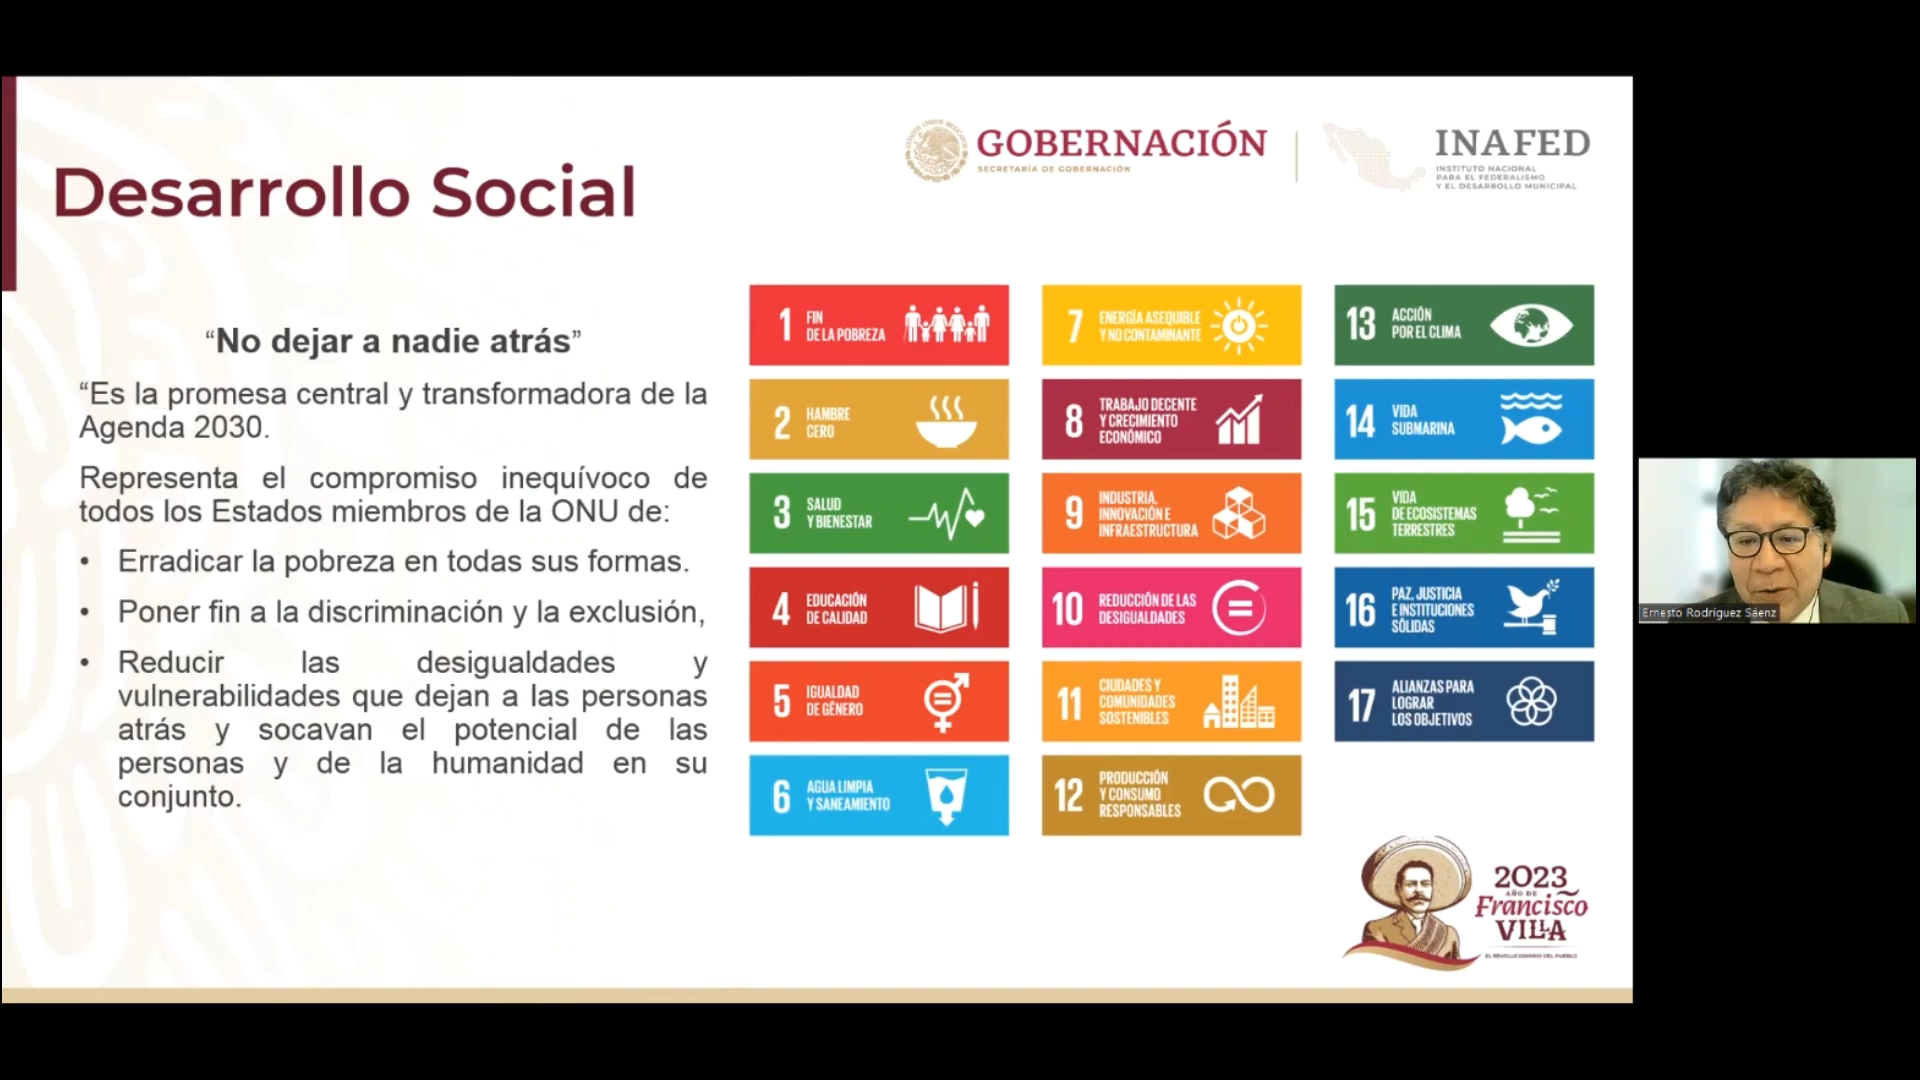 Desarrollo Social
GOBERNACIÓN
SECRETARÍA DE GOBERNACIÓN
INAFED
INSTITUTO NACIONAL
PARA EL FEDERALISMO
Y EL DESARROLLO MUNICIPAL
“No dejar a nadie atrás”
“Es la promesa central y transformadora de la
Agenda 2030.
Representa el compromiso inequívoco de
todos los Estados miembros de la ONU de:
• Erradicar la pobreza en todas sus formas.
• Poner fin a la discriminación y la exclusión,
• Reducir las desigualdades y
vulnerabilidades que dejan a las personas
atrás y socavan el potencial de las
personas y de la humanidad en su
conjunto.
1 FIN
DE LA POBREZA
2 HAMBRE
CERO
3 SALUD
Y BIENESTAR
4 EDUCACIÓN
DE CALIDAD
5 IGUALDAD
DE GÉNERO
6 AGUA LIMPIA
Y SANEAMIENTO
7 ENERGÍA ASEQUIBLE
Y NO CONTAMINANTE
8 TRABAJO DECENTE
Y CRECIMIENTO
ECONÓMICO
9 INDUSTRIA,
INNOVACIÓN E
INFRAESTRUCTURA
10 REDUCCIÓN DE LAS
DESIGUALDADES
11 CIUDADES Y
COMUNIDADES
SOSTENIBLES
12 PRODUCCIÓN
Y CONSUMO
RESPONSABLES
13 ACCIÓN
POR EL CLIMA
14 VIDA
SUBMARINA
15 VIDA
DE ECOSISTEMAS
TERRESTRES
16 PAZ, JUSTICIA
E INSTITUCIONES
SÓLIDAS
17 ALIANZAS PARA
LOGRAR
LOS OBJETIVOS
2023
AÑO DE
Francisco
VILLA
EL REVOLUCIONARIO DEL PUEBLO
Ernesto Rodríguez Sáenz